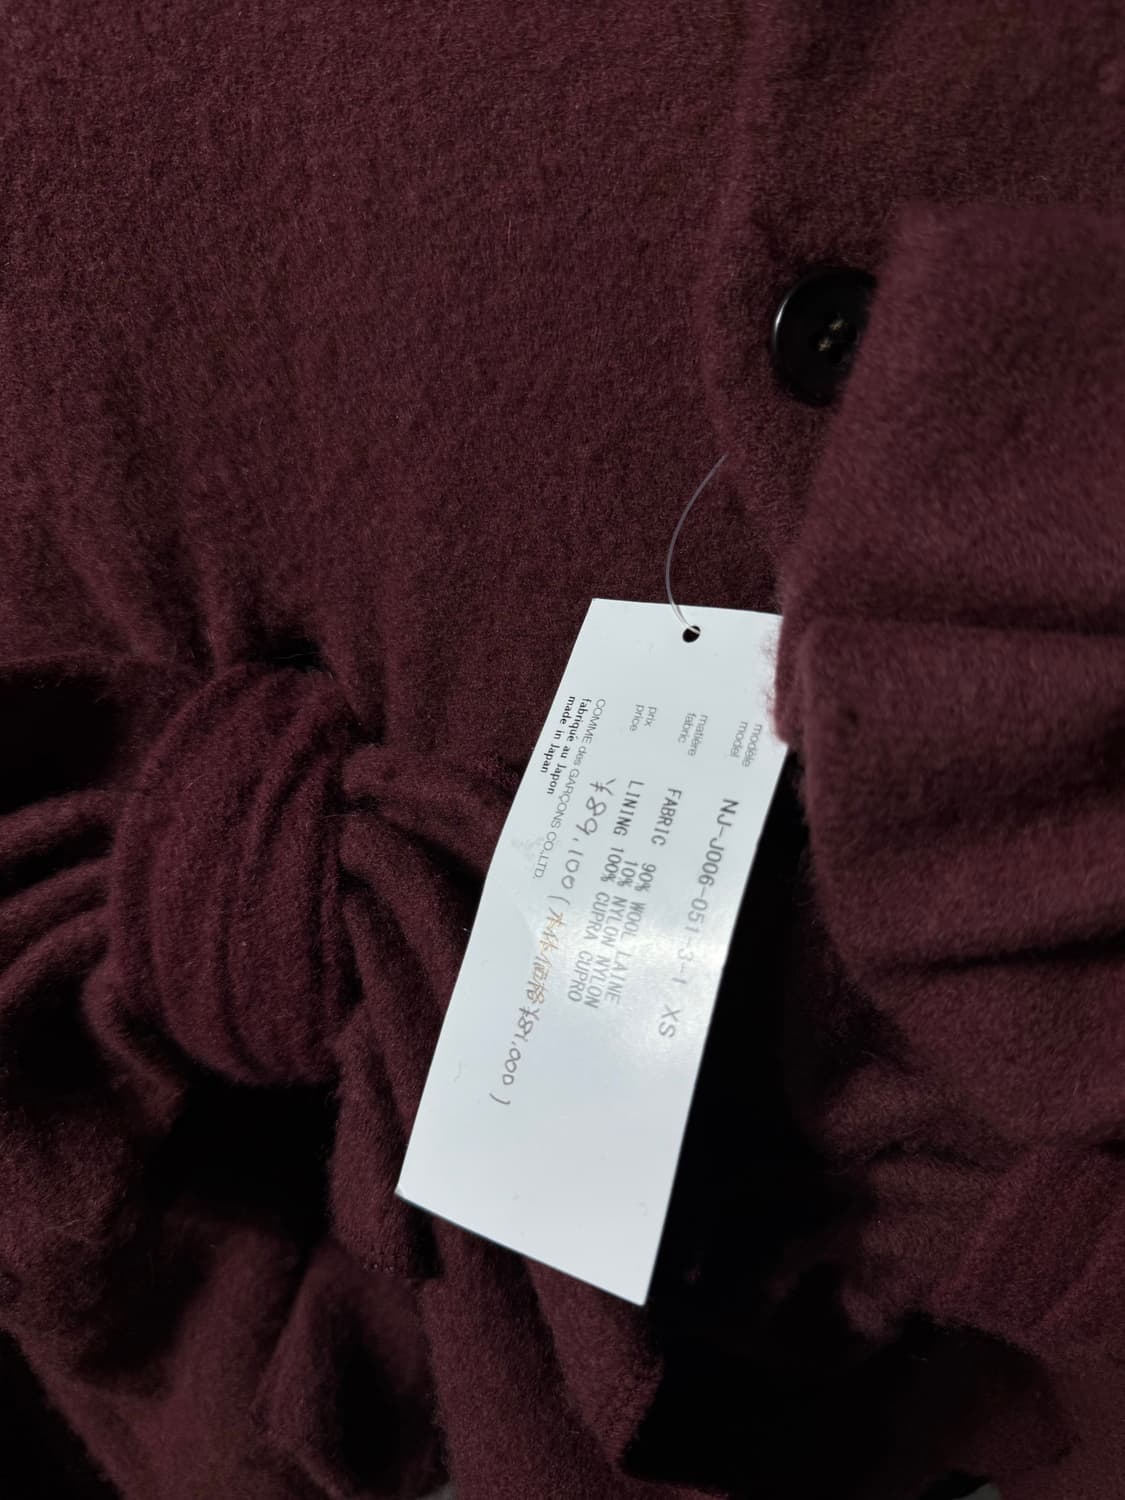 modèle
model
NJ-J006-051-3-1 XS
matière
fabric
FABRIC 90% WOOL LAINE
10% NYLON NYLON
LINING 100% CUPRA CUPRO
prix
price
¥89,100 (本体価格¥81,000)
COMME des GARÇONS CO.,LTD.
fabriqué au Japon
made in Japan